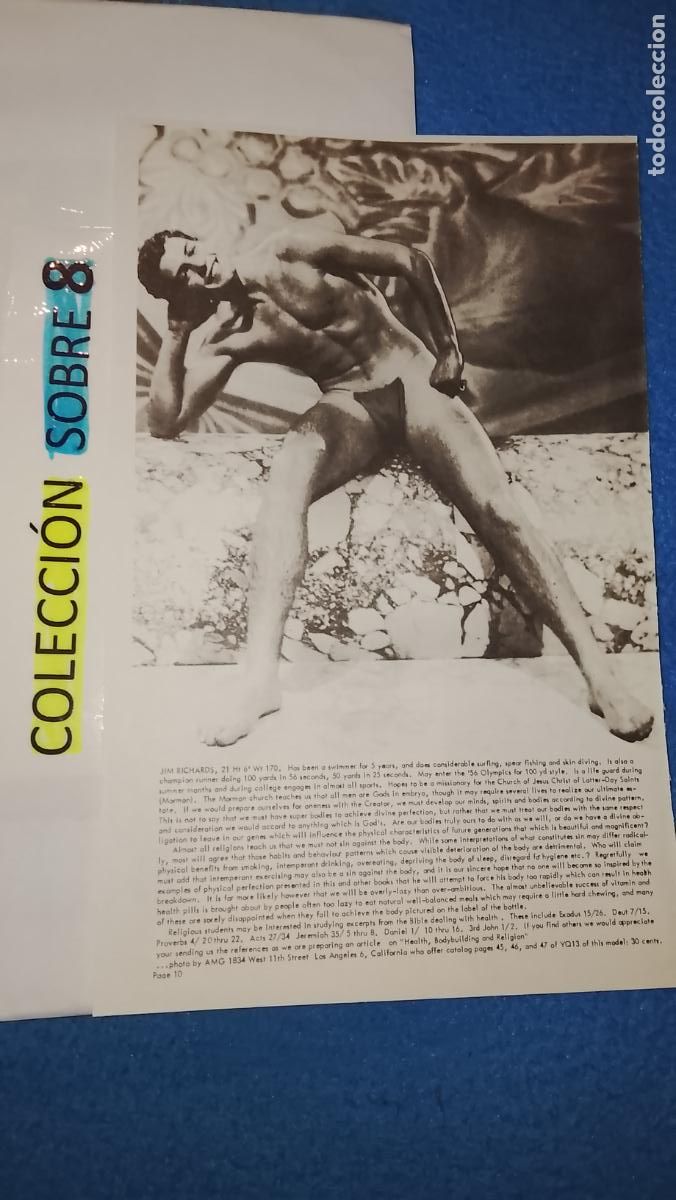 todocoleccion
COLECCIÓN SOBRE 8
JIM RICHARDS, 21 Ht 6' Wt 170, Has been a swimmer for 5 years, and does considerable surfing, spear fishing and skin diving. Is also a
champion runner doing 100 yards in 56 seconds, 50 yards in 25 seconds. May enter the '56 Olympics for 100 yd style. Is a life guard during
summer months and during college engages in almost all sports. Hopes to be a missionary for the Church of Jesus Christ of Latter-Day Saints
(Mormon). The Mormon church teaches us that all men are Gods in embryo, though it may require several lives to realize our ultimate es-
tate. If we would prepare ourselves for oneness with the Creator, we must develop our minds, spirits and bodies according to divine pattern.
This is not to say that we must have super bodies to achieve divine perfection, but rather that we must treat our bodies with the same respect
and consideration we would accord to anything which is God's. Are our bodies truly ours to do with as we will, or do we have a divine ob-
ligation to leave in our genes which will influence the physical characteristics of future generations that which is beautiful and magnificent?
Almost all religions teach us that we must not sin against the body. While some interpretations of what constitutes sin may differ radical-
ly, most will agree that those habits and behaviour patterns which cause visible deterioration of the body are detrimental. Who will claim
physical benefits from smoking, intemperant drinking, overeating, depriving the body of sleep, disregard for hygiene etc.? Regretfully we
must add that intemperant exercising may also be a sin against the body, and it is our sincere hope that no one will become so inspired by the
examples of physical perfection presented in this and other books that he will attempt to force his body too rapidly which can result in health
breakdown. It is far more likely however that we will be overly-lazy than over-ambitious. The almost unbelievable success of vitamin and
health pills is brought about by people often too lazy to eat natural well-balanced meals which may require a little hard chewing, and many
of these are sorely disappointed when they fail to achieve the body pictured on the label of the bottle.
Religious students may be interested in studying excerpts from the Bible dealing with health. These include Exodus 15/26. Deut 7/15.
Proverbs 4/ 20 thru 22. Acts 27/34 Jeremiah 35/5 thru 8. Daniel 1/ 10 thru 16. 3rd John 1/2. If you find others we would appreciate
your sending us the references as we are preparing an article on "Health, Bodybuilding and Religion"
...photo by AMG 1834 West 11th Street Los Angeles 6, California who offer catalog pages 45, 46, and 47 of YQ13 of this model: 30 cents.
Page 10